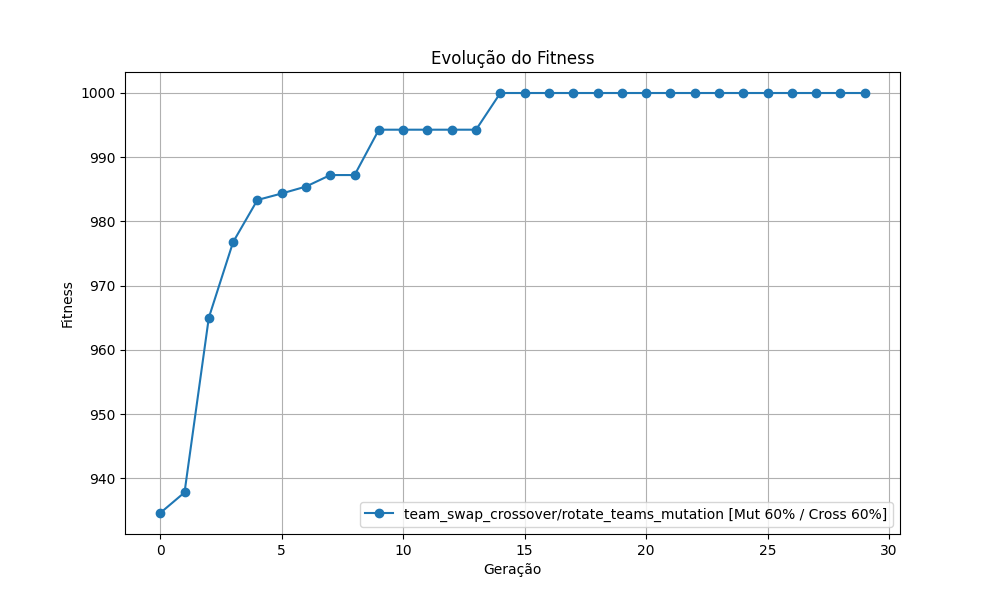 Evolução do Fitness
Fitness
1000
990
980
970
960
950
940
team_swap_crossover/rotate_teams_mutation [Mut 60% / Cross 60%]
0 5 10 15 20 25 30
Geração